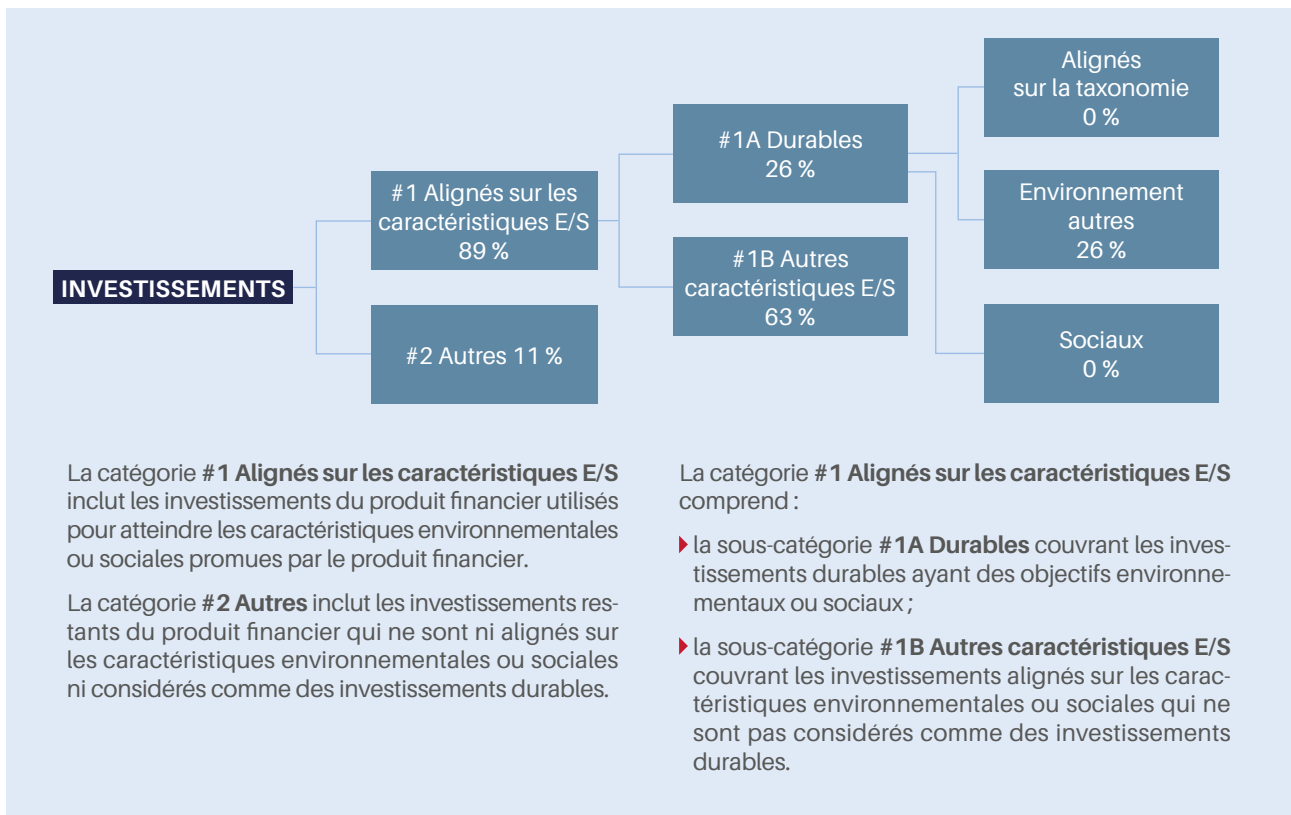 INVESTISSEMENTS
#1 Alignés sur les
caractéristiques E/S
89 %
#2 Autres 11 %
#1A Durables
26 %
#1B Autres
caractéristiques E/S
63 %
Alignés
sur la taxonomie
0 %
Environnement
autres
26 %
Sociaux
0 %
La catégorie #1 Alignés sur les caractéristiques E/S
inclut les investissements du produit financier utilisés
pour atteindre les caractéristiques environnementales
ou sociales promues par le produit financier.
La catégorie #2 Autres inclut les investissements res-
tants du produit financier qui ne sont ni alignés sur
les caractéristiques environnementales ou sociales
ni considérés comme des investissements durables.
La catégorie #1 Alignés sur les caractéristiques E/S
comprend :
la sous-catégorie #1A Durables couvrant les inves-
tissements durables ayant des objectifs environne-
mentaux ou sociaux ;
la sous-catégorie #1B Autres caractéristiques E/S
couvrant les investissements alignés sur les carac-
téristiques environnementales ou sociales qui ne
sont pas considérés comme des investissements
durables.